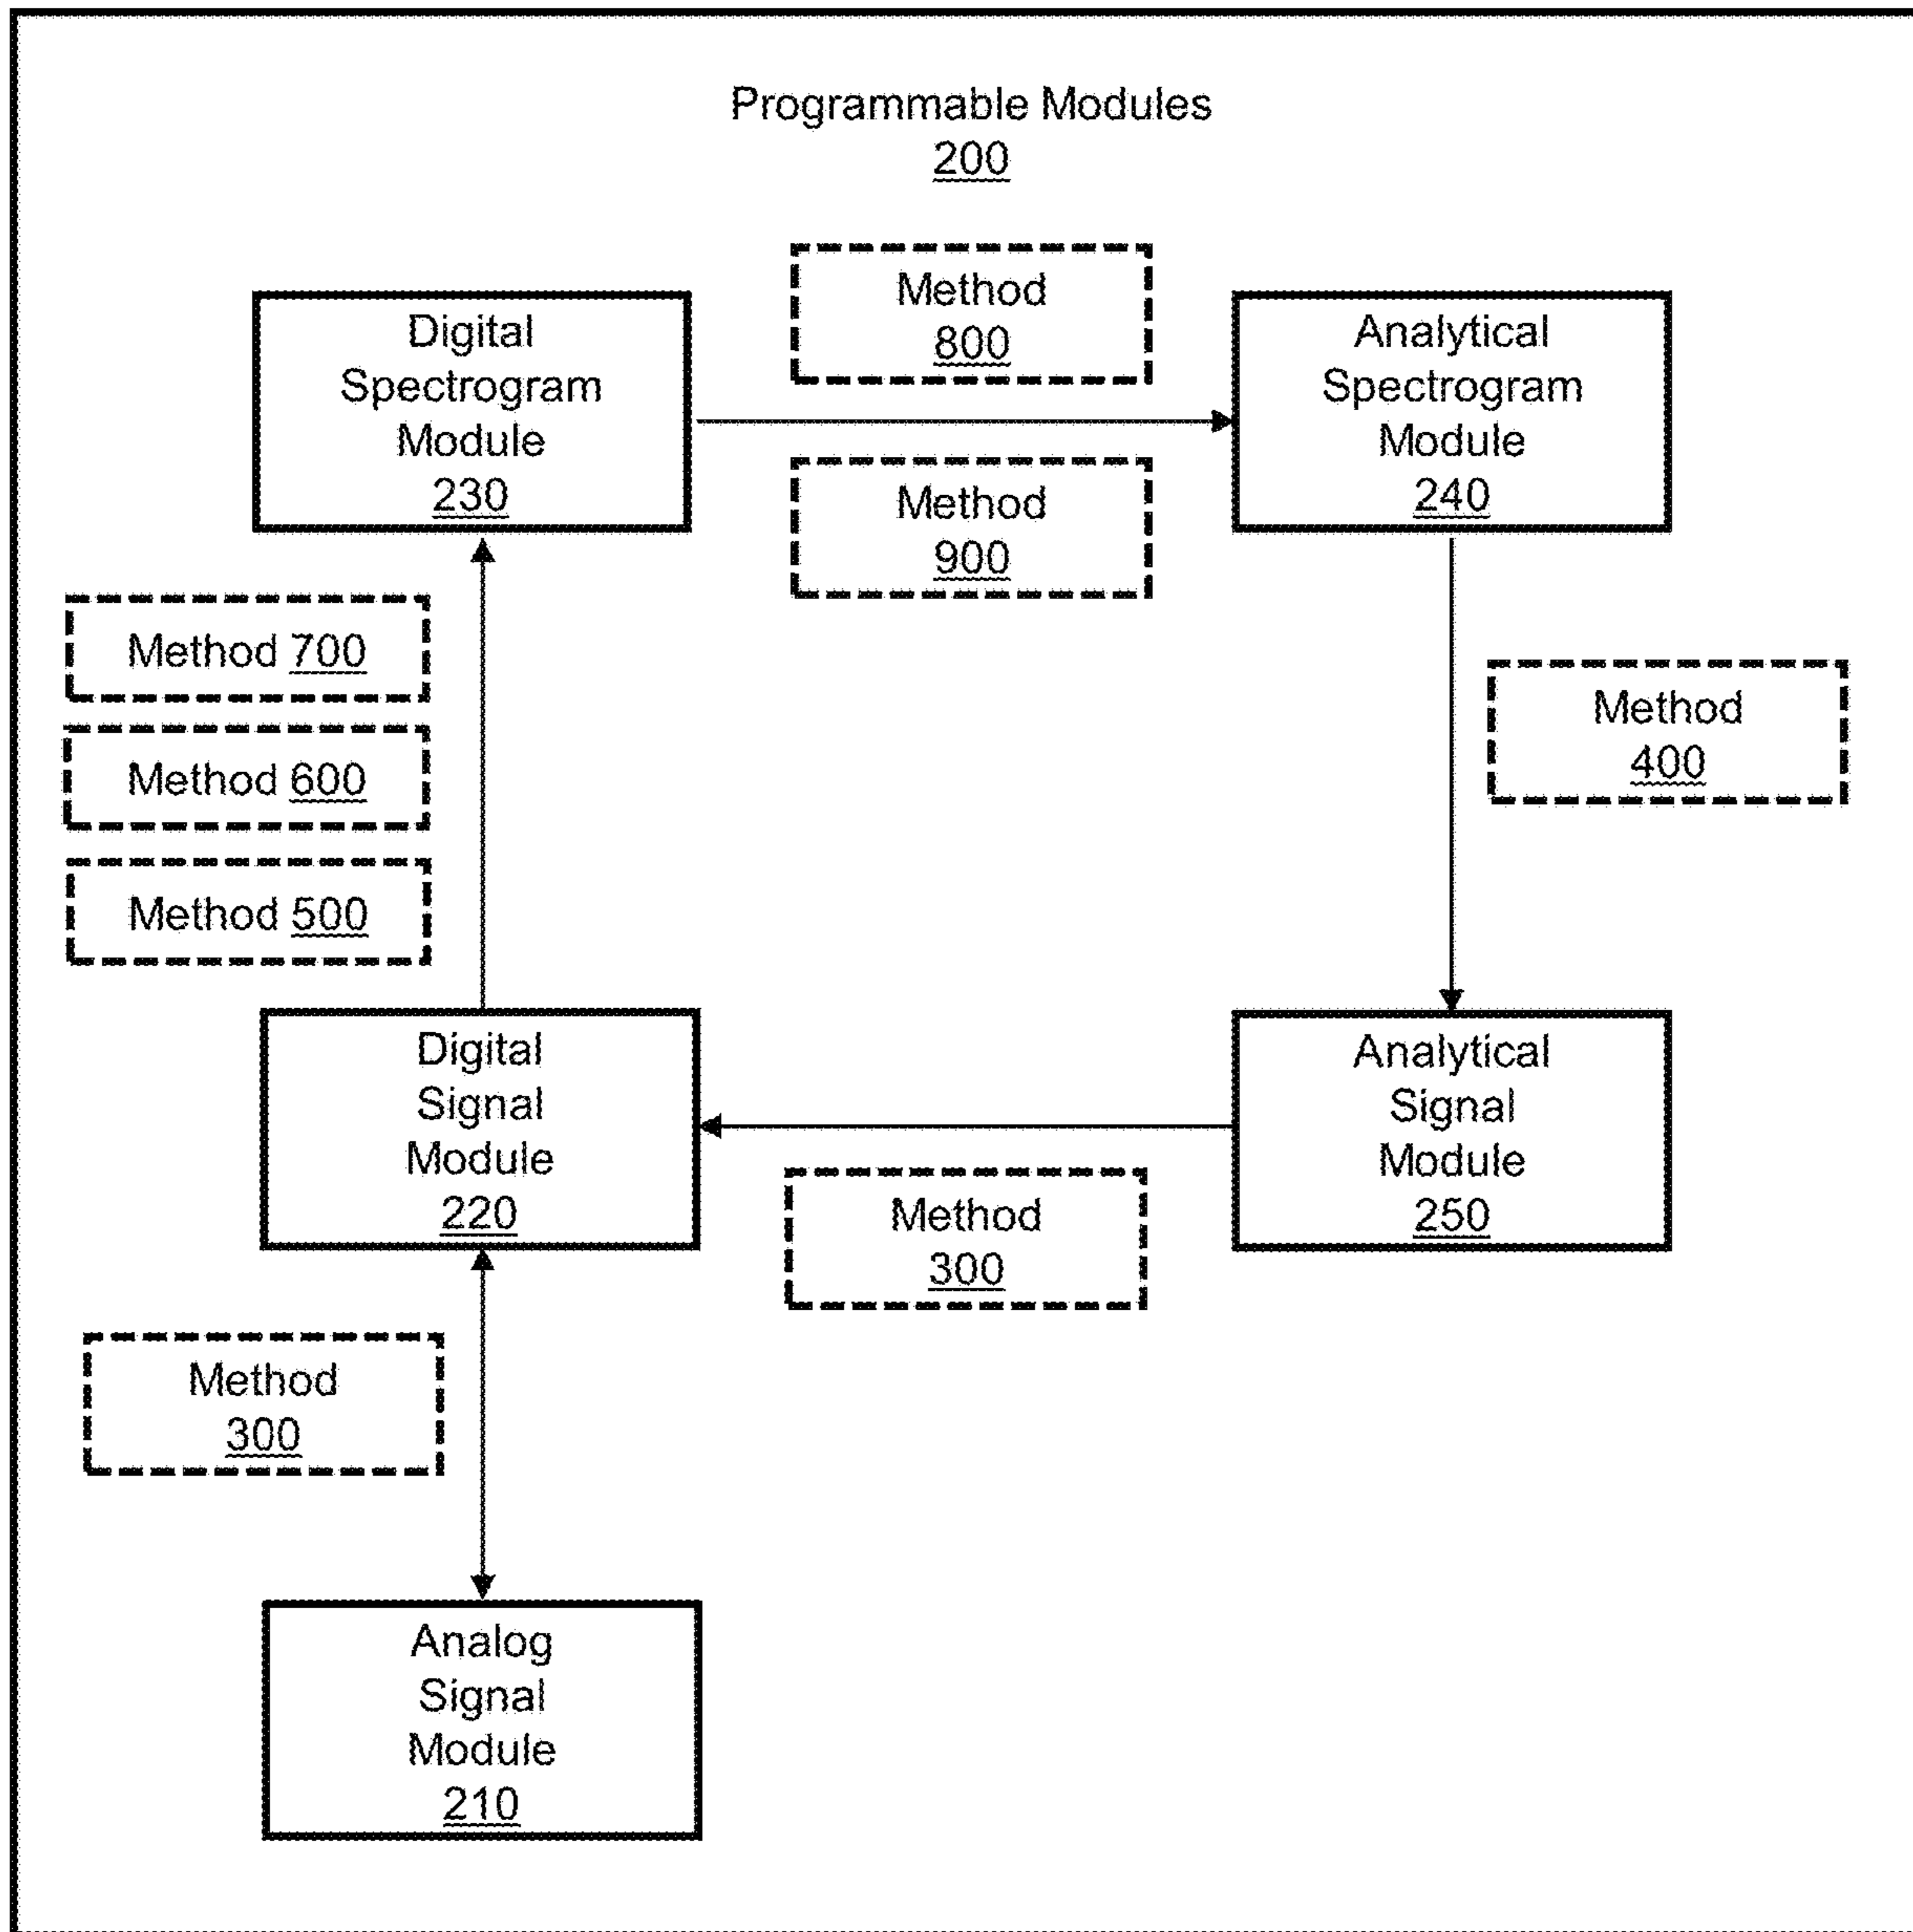 Programmable Modules
200
Method
800
Digital
Spectrogram
Module
230
Analytical
Spectrogram
Module
240
Method
900
Method 700
Method 600
Method 500
Method
400
Digital
Signal
Module
220
Analytical
Signal
Module
250
Method
300
Method
300
Analog
Signal
Module
210